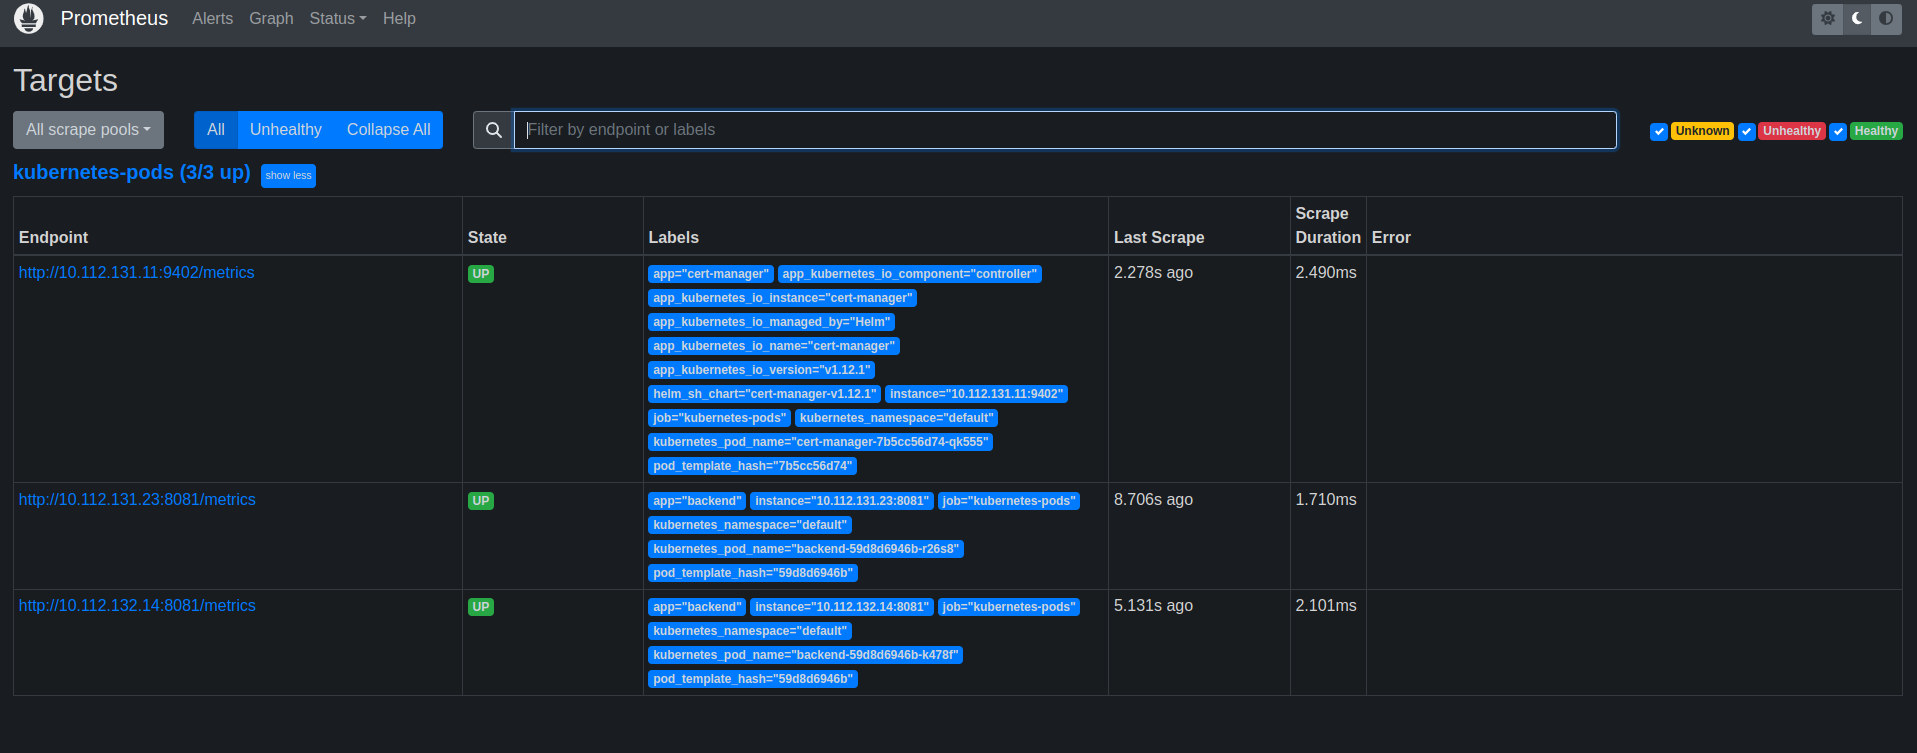 Prometheus Alerts Graph Status Help
Targets
All scrape pools All Unhealthy Collapse All Filter by endpoint or labels Unknown Unhealthy Healthy
kubernetes-pods (3/3 up) show less
Endpoint State Labels Last Scrape Scrape Duration Error
http://10.112.131.11:9402/metrics UP app="cert-manager" app_kubernetes_io_component="controller" 2.278s ago 2.490ms
app_kubernetes_io_instance="cert-manager"
app_kubernetes_io_managed_by="Helm"
app_kubernetes_io_name="cert-manager"
app_kubernetes_io_version="v1.12.1"
helm_sh_chart="cert-manager-v1.12.1" instance="10.112.131.11:9402"
job="kubernetes-pods" kubernetes_namespace="default"
kubernetes_pod_name="cert-manager-7b5cc56d74-qk555"
pod_template_hash="7b5cc56d74"
http://10.112.131.23:8081/metrics UP app="backend" instance="10.112.131.23:8081" job="kubernetes-pods" 8.706s ago 1.710ms
kubernetes_namespace="default"
kubernetes_pod_name="backend-59d8d6946b-r26s8"
pod_template_hash="59d8d6946b"
http://10.112.132.14:8081/metrics UP app="backend" instance="10.112.132.14:8081" job="kubernetes-pods" 5.131s ago 2.101ms
kubernetes_namespace="default"
kubernetes_pod_name="backend-59d8d6946b-k478f"
pod_template_hash="59d8d6946b"